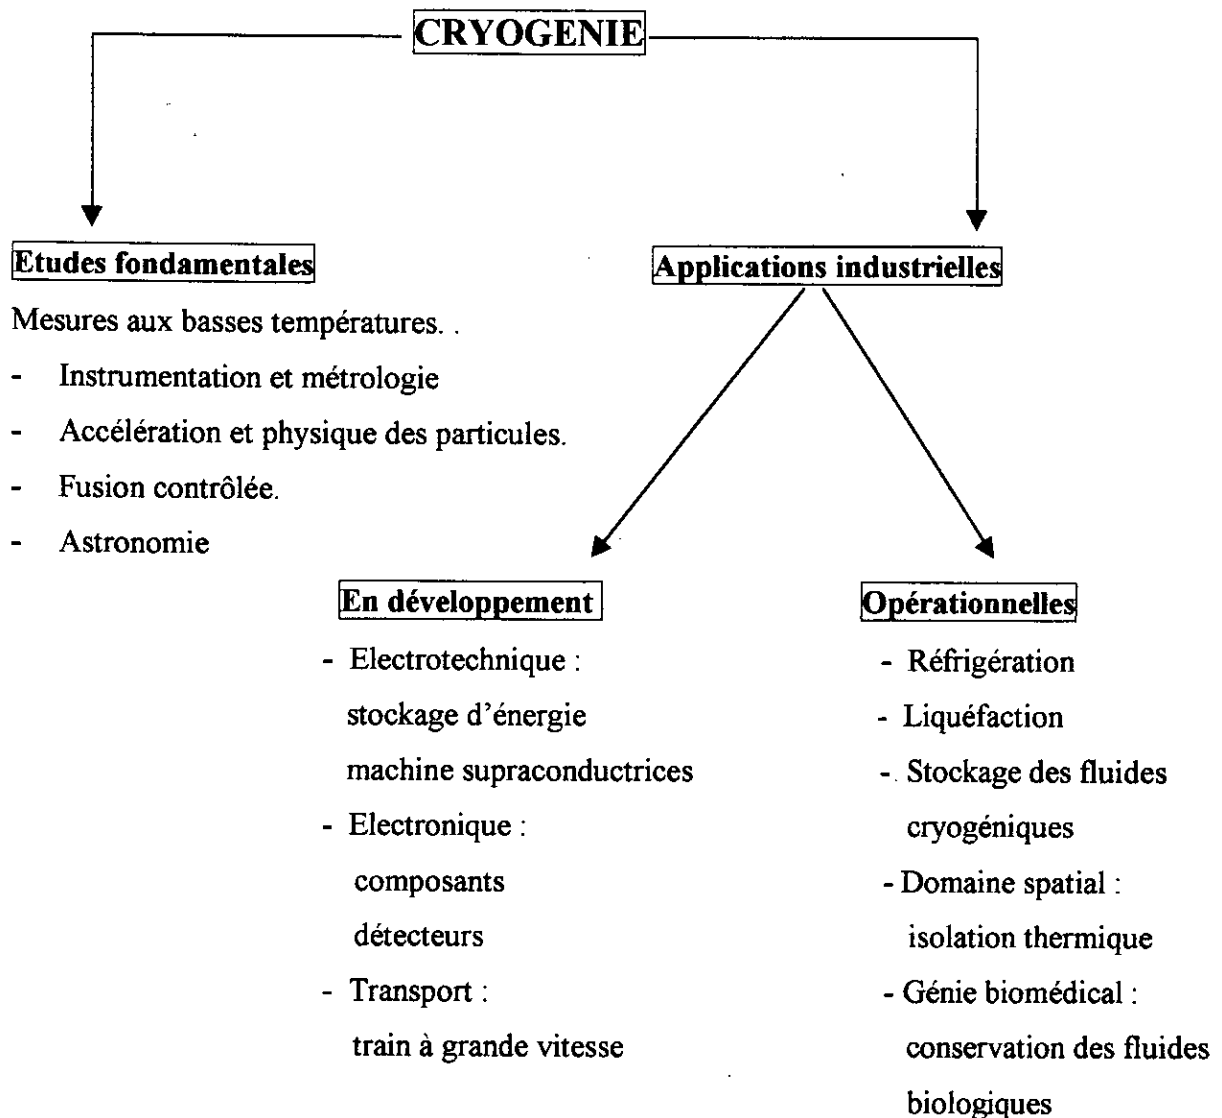 CRYOGENIE
Etudes fondamentales
Mesures aux basses températures. .
- Instrumentation et métrologie
- Accélération et physique des particules.
- Fusion contrôlée.
- Astronomie
Applications industrielles
En développement
- Electrotechnique :
stockage d'énergie
machine supraconductrices
- Electronique :
composants
détecteurs
- Transport :
train à grande vitesse
Opérationnelles
- Réfrigération
- Liquéfaction
- Stockage des fluides
cryogéniques
- Domaine spatial :
isolation thermique
- Génie biomédical :
conservation des fluides
biologiques